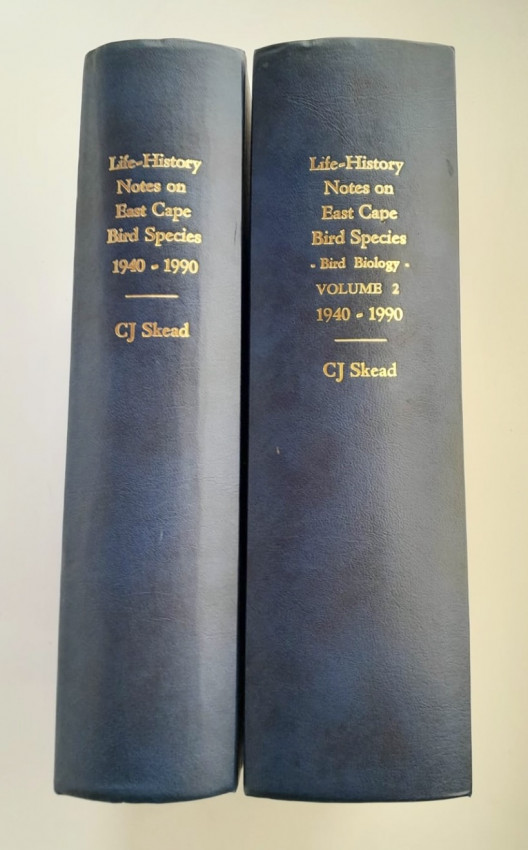 Life-History
Notes on
East Cape
Bird Species
1940 - 1990
CJ Skead
Life-History
Notes on
East Cape
Bird Species
- Bird Biology -
VOLUME 2
1940 - 1990
CJ Skead